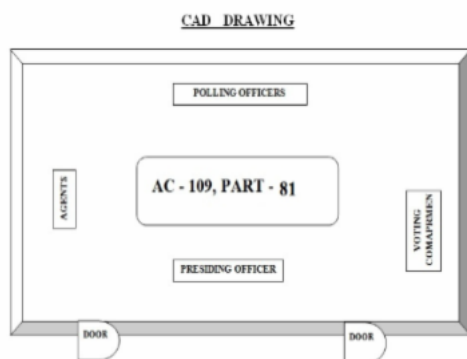 CAD DRAWING
POLLING OFFICERS
AGENTS
AC - 109, PART - 81
VOTING
COMAPRMEN
PRESIDING OFFICER
DOOR
DOOR